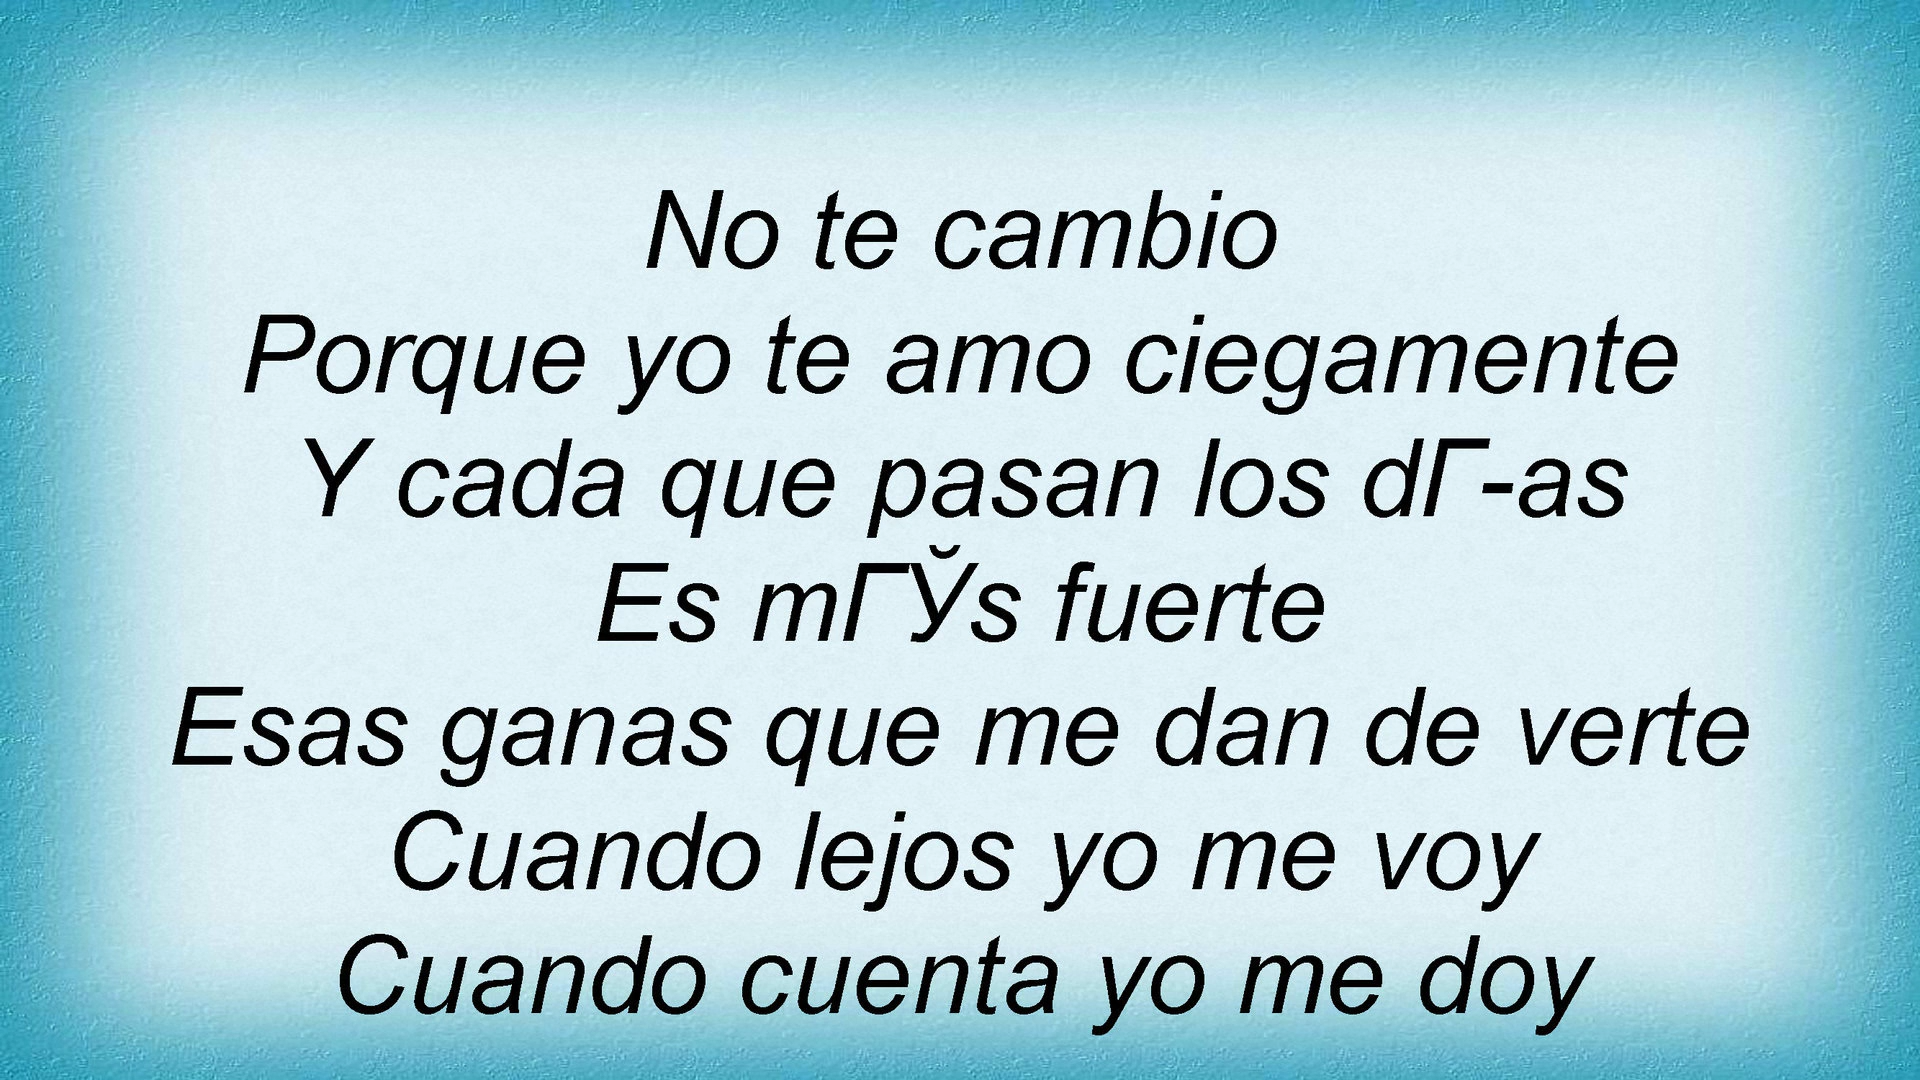 No te cambio
Porque yo te amo ciegamente
Y cada que pasan los dГ-as
Es mГЎs fuerte
Esas ganas que me dan de verte
Cuando lejos yo me voy
Cuando cuenta yo me doy